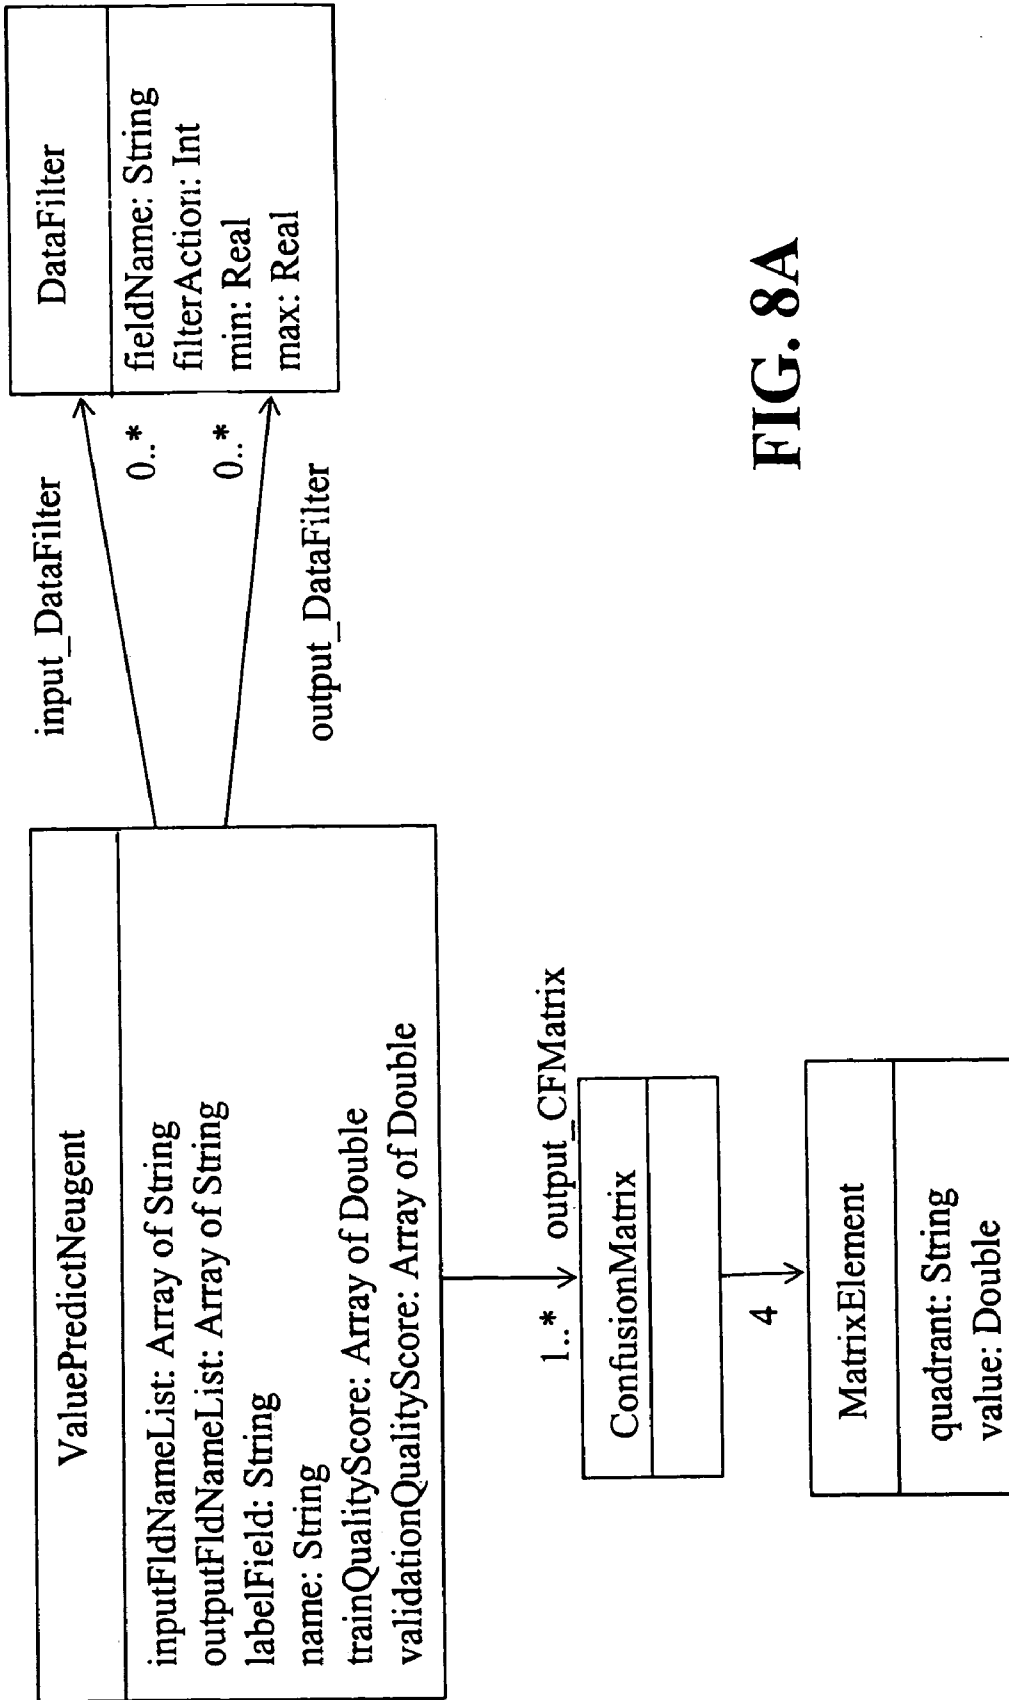 ValuePredictNeugent
inputFldNameList: Array of String
outputFldNameList: Array of String
labelField: String
name: String
trainQualityScore: Array of Double
validationQualityScore: Array of Double
input_DataFilter
0..*
0..*
output_DataFilter
DataFilter
fieldName: String
filterAction: Int
min: Real
max: Real
1..*
output_CFMatrix
ConfusionMatrix
4
MatrixElement
quadrant: String
value: Double
FIG. 8A